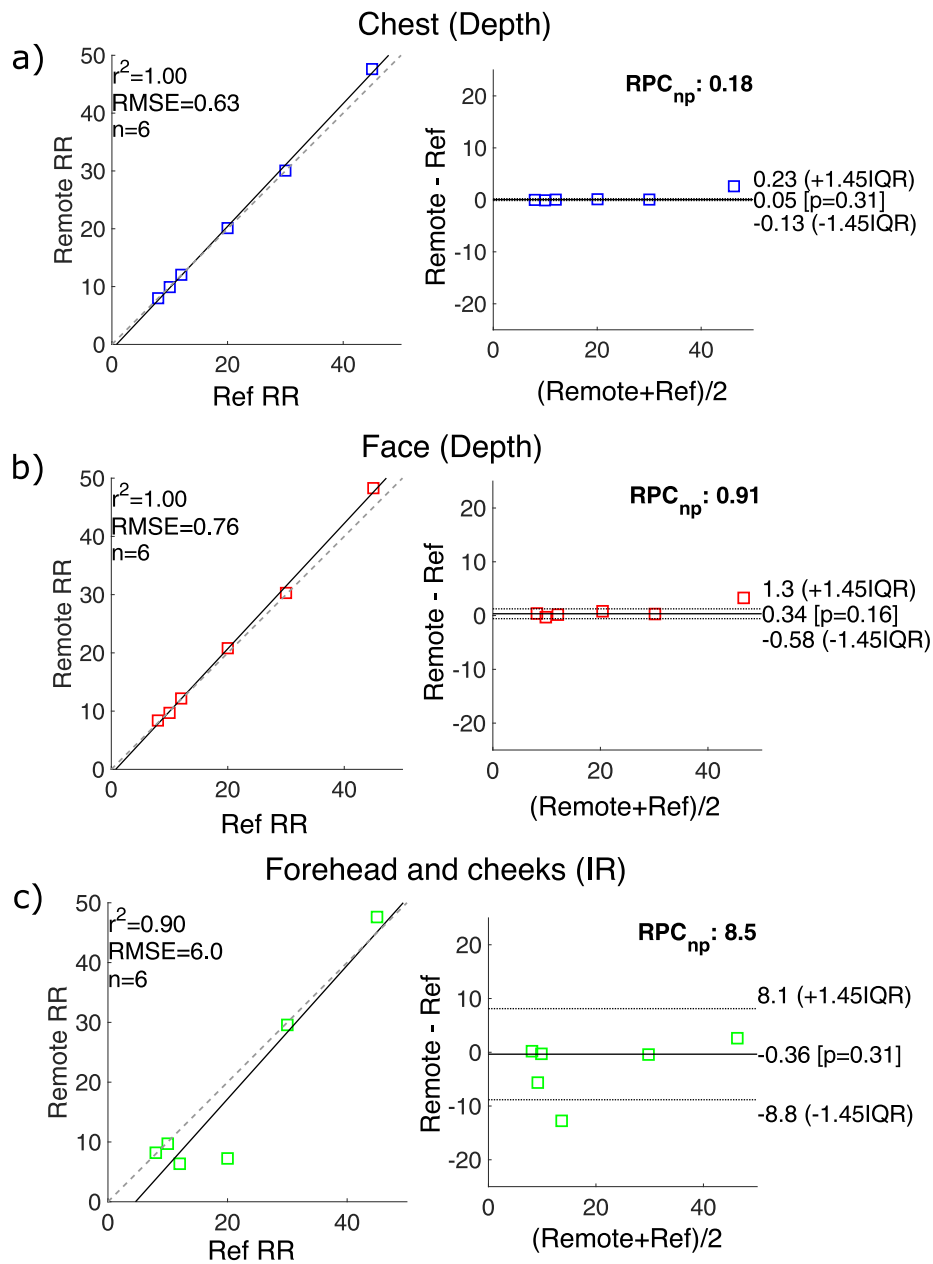 Chest (Depth)
a)
r²=1.00
RMSE=0.63
n=6
50
40
30
20
10
0
0
20
40
Remote RR
Ref RR
RPCnp: 0.18
20
10
0
-10
-20
0
20
40
Remote - Ref
(Remote+Ref)/2
0.23 (+1.45IQR)
0.05 [p=0.31]
-0.13 (-1.45IQR)
Face (Depth)
b)
r²=1.00
RMSE=0.76
n=6
50
40
30
20
10
0
0
20
40
Remote RR
Ref RR
RPCnp: 0.91
20
10
0
-10
-20
0
20
40
Remote - Ref
(Remote+Ref)/2
1.3 (+1.45IQR)
0.34 [p=0.16]
-0.58 (-1.45IQR)
Forehead and cheeks (IR)
c)
r²=0.90
RMSE=6.0
n=6
50
40
30
20
10
0
0
20
40
Remote RR
Ref RR
RPCnp: 8.5
20
10
0
-10
-20
0
20
40
Remote - Ref
(Remote+Ref)/2
8.1 (+1.45IQR)
-0.36 [p=0.31]
-8.8 (-1.45IQR)